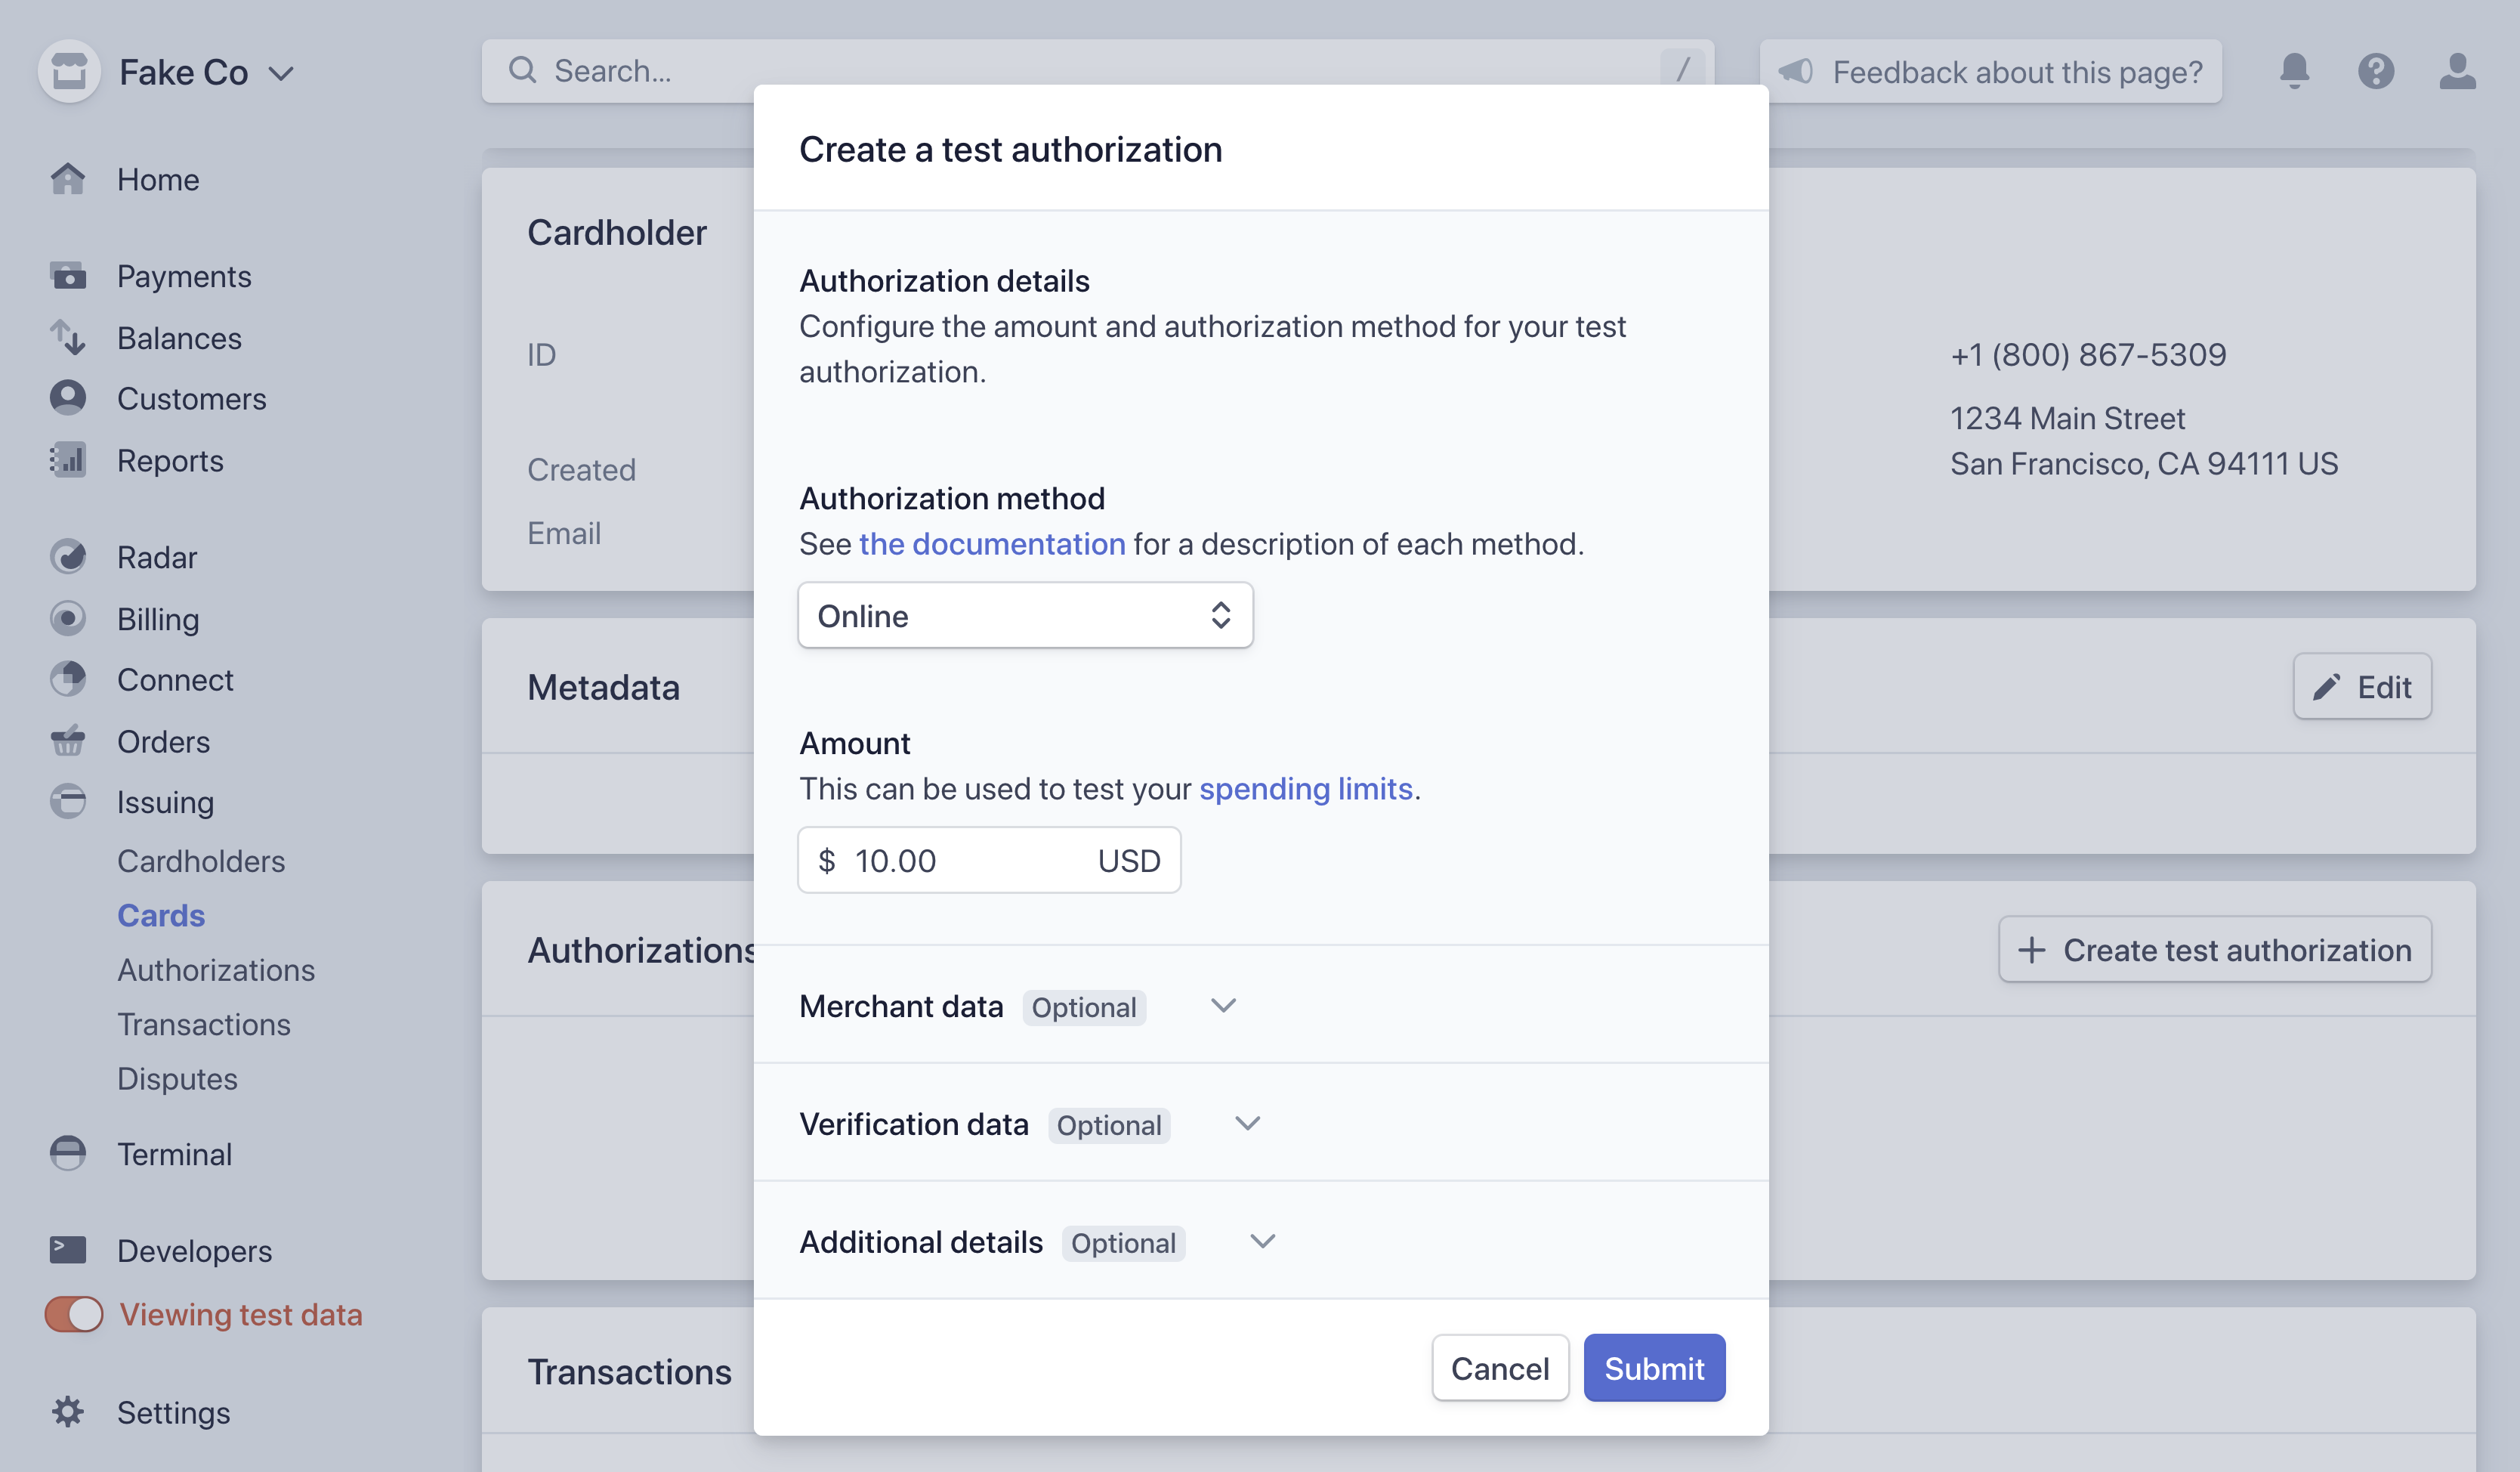 Fake Co
Search...
/
Feedback about this page?
Home
Payments
Balances
Customers
Reports
Radar
Billing
Connect
Orders
Issuing
Cardholders
Cards
Authorizations
Transactions
Disputes
Terminal
Developers
Viewing test data
Settings
Cardholder
ID
Created
Email
+1 (800) 867-5309
1234 Main Street
San Francisco, CA 94111 US
Metadata
Edit
Authorizations
Create test authorization
Transactions
Create a test authorization
Authorization details
Configure the amount and authorization method for your test
authorization.
Authorization method
See the documentation for a description of each method.
Online
Amount
This can be used to test your spending limits.
$ 10.00 USD
Merchant data Optional
Verification data Optional
Additional details Optional
Cancel Submit